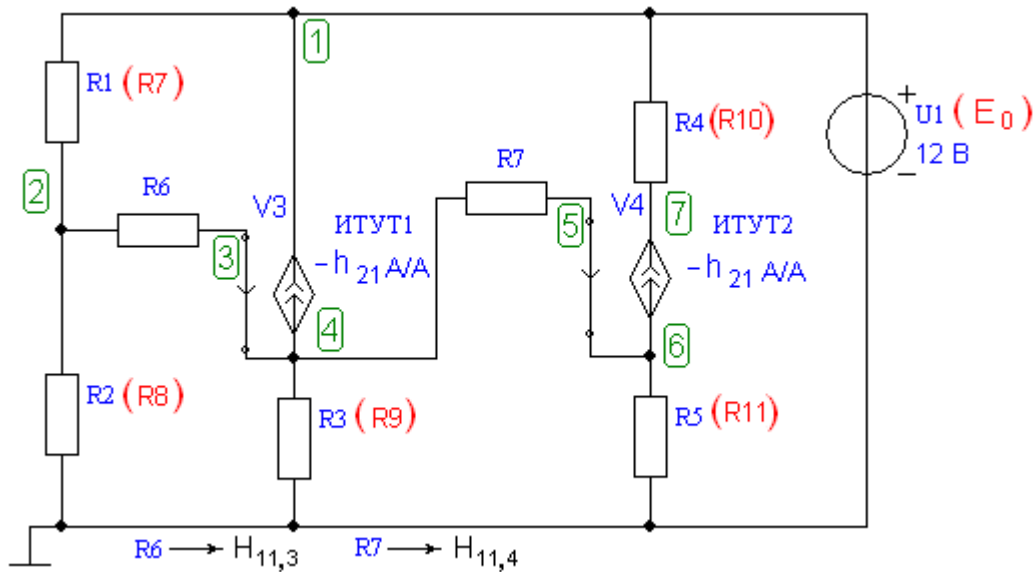 1
R1 (R7)
R4 (R10)
+
U1 (E0)
12 В
−
R7
2
R6
V3
5
V4
7
ИТУТ1
ИТУТ2
3
-h21 A/A
-h21 A/A
4
6
R2 (R8)
R3 (R9)
R5 (R11)
R6 → H11,3 R7 → H11,4